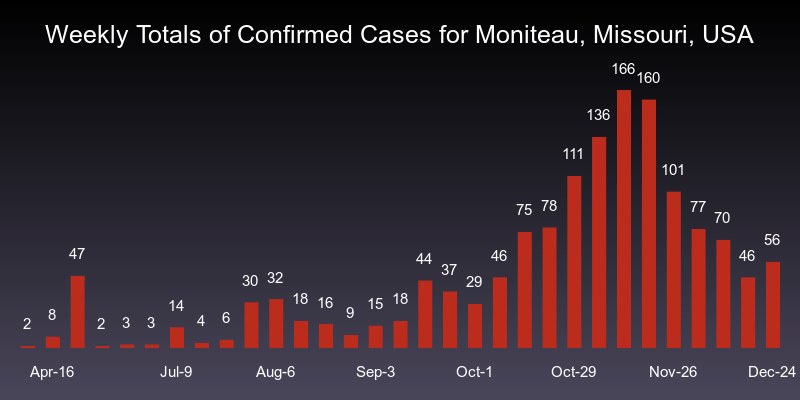 Weekly Totals of Confirmed Cases for Moniteau, Missouri, USA
2 8 47 2 3 3 14 4 6 30 32 18 16 9 15 18 44 37 29 46 75 78 111 136 166 160 101 77 70 46 56
Apr-16 Jul-9 Aug-6 Sep-3 Oct-1 Oct-29 Nov-26 Dec-24